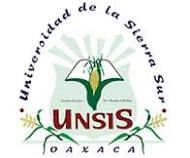 Universidad de la Sierra Sur
UNSIS
OAXACA